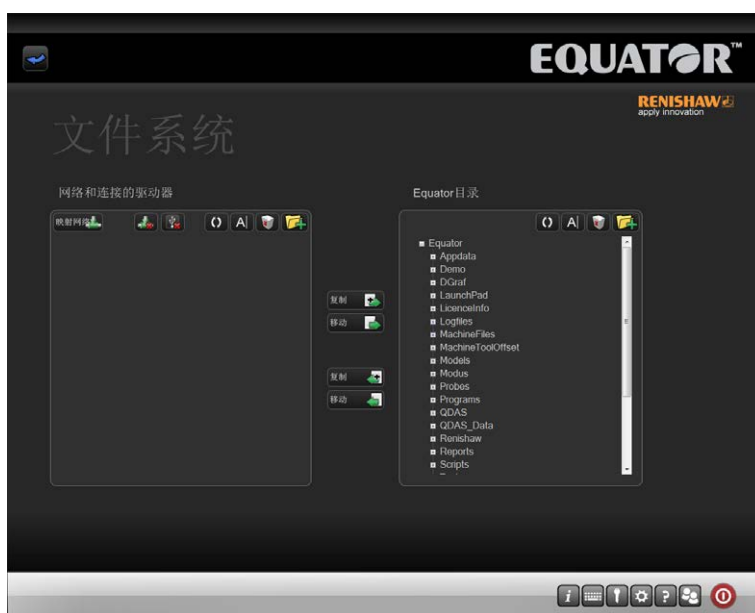 EQUATOR™
RENISHAW
apply innovation
文件系统
网络和连接的驱动器
Equator目录
映射网络
A
A
Equator
Appdata
Demo
DGraf
LaunchPad
LicenceInfo
Logfiles
MachineFiles
MachineToolOffset
Models
Modus
Probes
Programs
QDAS
QDAS_Data
Renishaw
Reports
Scripts
复制
移动
复制
移动
i
?